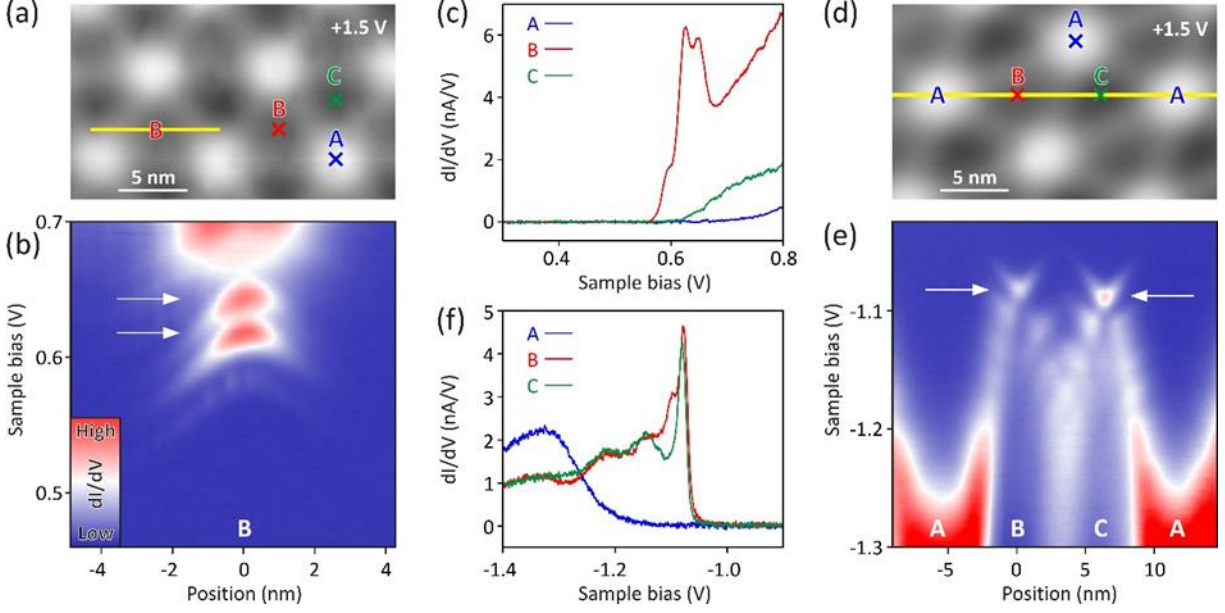 (a)
+1.5 V
C
B
B
A
5 nm
(b)
Sample bias (V)
0.7
0.6
0.5
High
dI/dV
Low
B
-4 -2 0 2 4
Position (nm)
(c)
dI/dV (nA/V)
6
4
2
0
A
B
C
0.4 0.6 0.8
Sample bias (V)
(f)
dI/dV (nA/V)
5
4
3
2
1
0
A
B
C
-1.4 -1.2 -1.0
Sample bias (V)
(d)
+1.5 V
A
A B C A
5 nm
(e)
Sample bias (V)
-1.1
-1.2
-1.3
A B C A
-5 0 5 10
Position (nm)